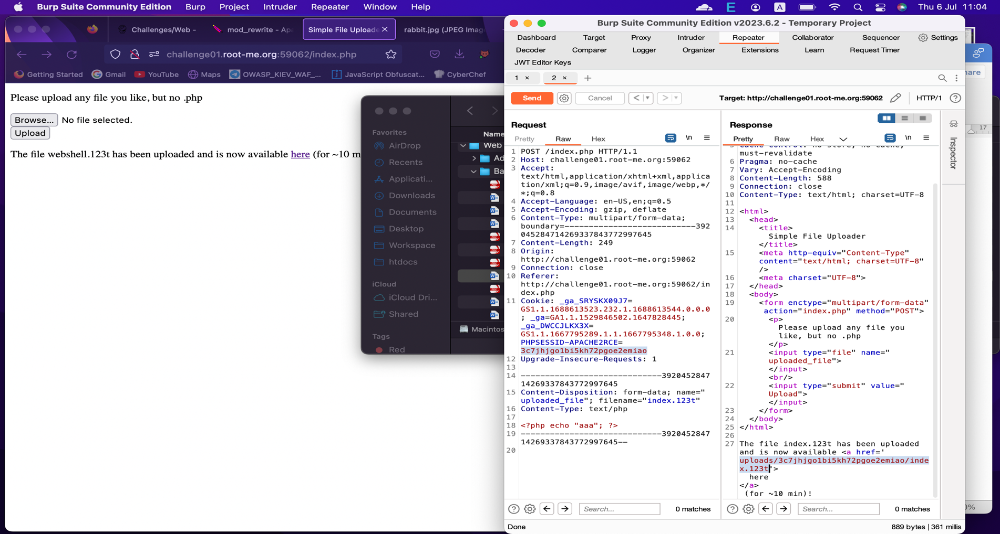 Burp Suite Community Edition Burp Project Intruder Repeater Window Help
E A Thu 6 Jul 11:04
Challenges/Web - mod_rewrite - Apa Simple File Uploade rabbit.jpg (JPEG Imag
challenge01.root-me.org:59062/index.php
Getting Started Gmail YouTube Maps OWASP_KIEV_WAF_... JavaScript Obfuscat... CyberChef
Please upload any file you like, but no .php
Browse... No file selected.
Upload
The file webshell.123t has been uploaded and is now available here (for ~10 m
Favorites
AirDrop
Recents
Applicati...
Downloads
Documents
Desktop
Workspace
htdocs
iCloud
iCloud Dri...
Shared
Tags
Red
Name
Web
Ad
Ba
Macintos
Burp Suite Community Edition v2023.6.2 - Temporary Project
Dashboard Target Proxy Intruder Repeater Collaborator Sequencer Settings
Decoder Comparer Logger Organizer Extensions Learn Request Timer
JWT Editor Keys
1 × 2 × +
Send Cancel Target: http://challenge01.root-me.org:59062 HTTP/1
Request
Pretty Raw Hex \n
1 POST /index.php HTTP/1.1
2 Host: challenge01.root-me.org:59062
3 Accept:
text/html,application/xhtml+xml,applica
tion/xml;q=0.9,image/avif,image/webp,*/
*;q=0.8
4 Accept-Language: en-US,en;q=0.5
5 Accept-Encoding: gzip, deflate
6 Content-Type: multipart/form-data;
boundary=---------------------------392
045284714269337843772997645
7 Content-Length: 249
8 Origin:
http://challenge01.root-me.org:59062
9 Connection: close
10 Referer:
http://challenge01.root-me.org:59062/in
dex.php
11 Cookie: _ga_SRYSKX09J7=
GS1.1.1688613523.232.1.1688613544.0.0.0
; _ga=GA1.1.1529846502.1647828445;
_ga_DWCCJLKX3X=
GS1.1.1667795289.1.1.1667795348.1.0.0;
PHPSESSID-APACHE2RCE=
3c7jhjgo1bi5kh72pgoe2emiao
12 Upgrade-Insecure-Requests: 1
13
14 -----------------------------3920452847
14269337843772997645
15 Content-Disposition: form-data; name="
uploaded_file"; filename="index.123t"
16 Content-Type: text/php
17
18 <?php echo "aaa"; ?>
19 -----------------------------3920452847
14269337843772997645--
20
Search... 0 matches
Response
Pretty Raw Hex \n
5 Cache-Control: no-store, no-cache,
must-revalidate
6 Pragma: no-cache
7 Vary: Accept-Encoding
8 Content-Length: 588
9 Connection: close
10 Content-Type: text/html; charset=UTF-8
11
12 <html>
13 <head>
14 <title>
Simple File Uploader
</title>
15 <meta http-equiv="Content-Type"
content="text/html; charset=UTF-8"
/>
16 <meta charset="UTF-8">
17 </head>
18 <body>
19 <form enctype="multipart/form-data"
action="index.php" method="POST">
20 <p>
Please upload any file you
like, but no .php
</p>
21 <input type="file" name="
uploaded_file">
</input>
<br/>
22 <input type="submit" value="
Upload">
</input>
23 </form>
24 </body>
25 </html>
26
27 The file index.123t has been uploaded
and is now available <a href='
uploads/3c7jhjgo1bi5kh72pgoe2emiao/inde
x.123t'>
here
</a>
(for ~10 min)!
Search... 0 matches
Inspector
Done 889 bytes | 361 millis
hare
17
0%